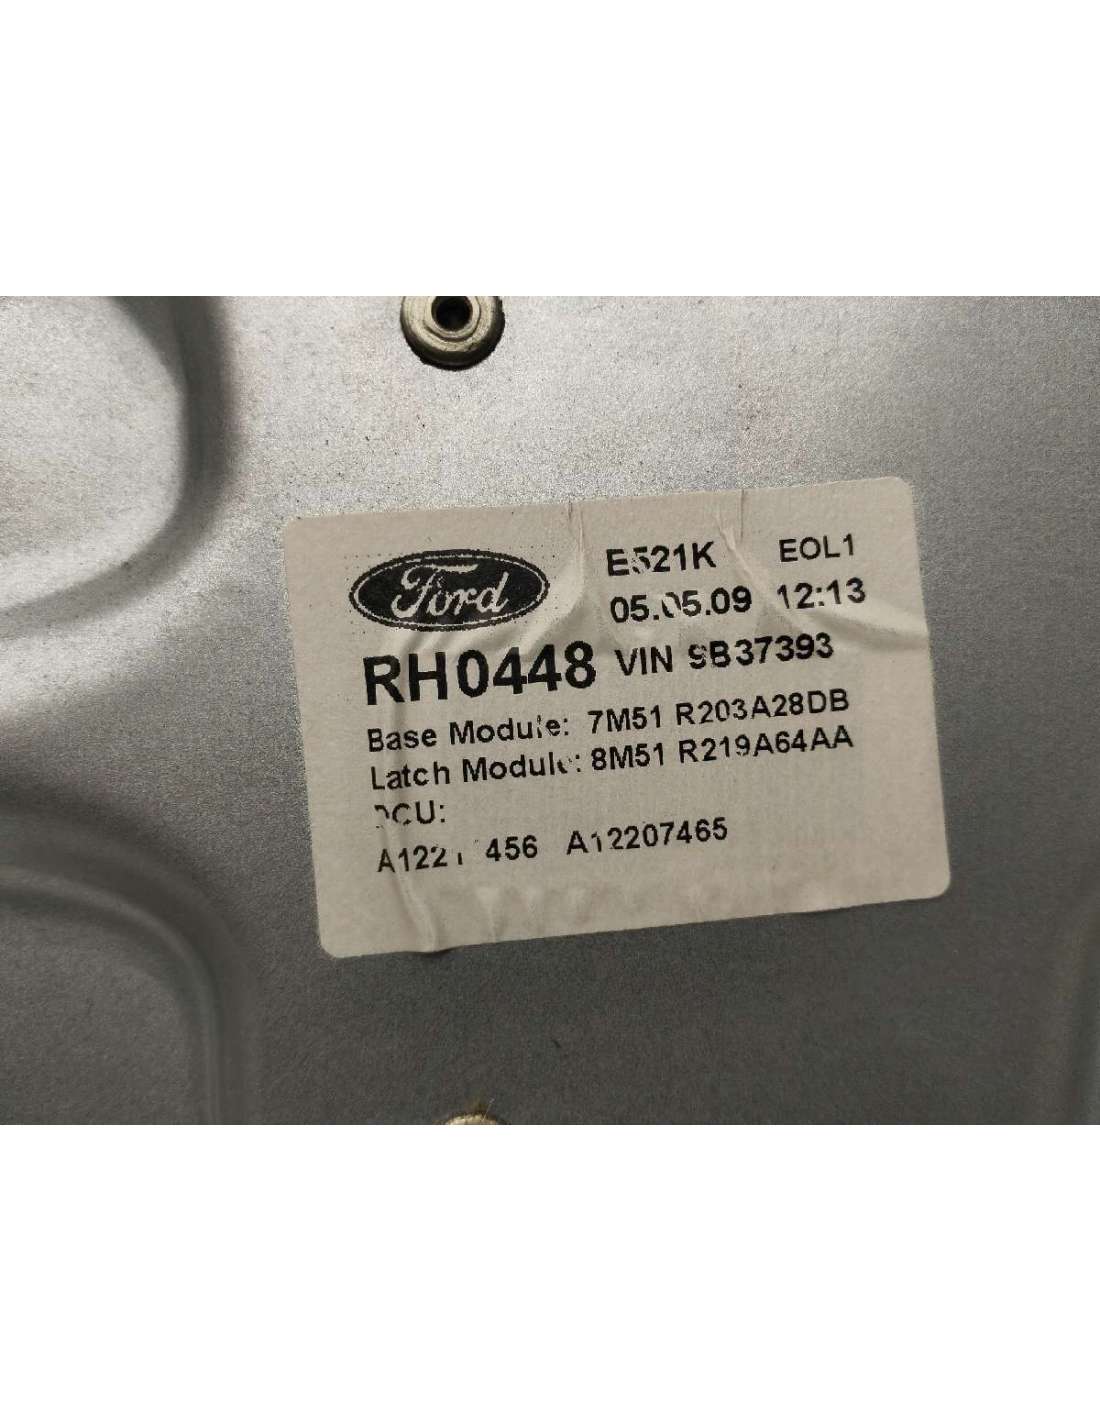 Ford
E521K EOL1
05.05.09 12:13
RH0448 VIN 9B37393
Base Module: 7M51 R203A28DB
Latch Module: 8M51 R219A64AA
DCU:
A12207465